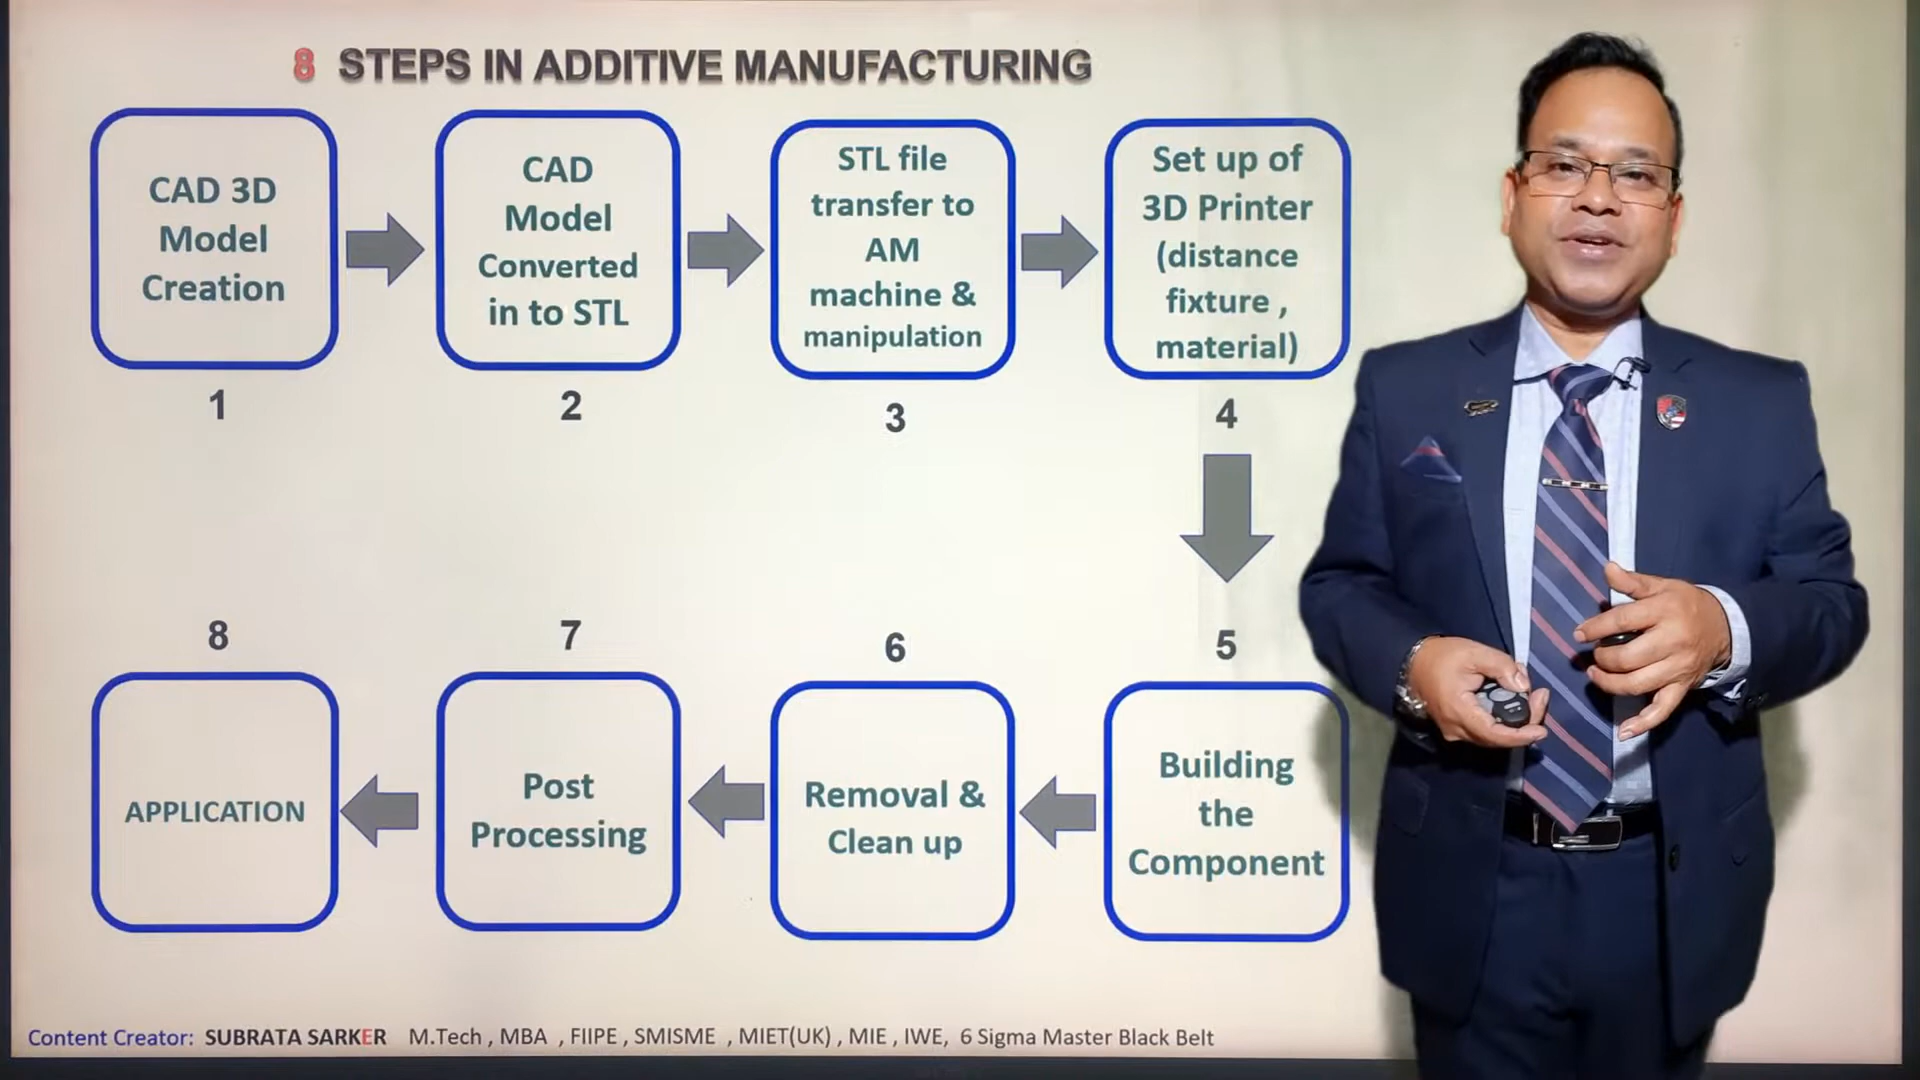 8 STEPS IN ADDITIVE MANUFACTURING
CAD 3D
Model
Creation
1
CAD
Model
Converted
in to STL
2
STL file
transfer to
AM
machine &
manipulation
3
Set up of
3D Printer
(distance
fixture ,
material)
4
5
Building
the
Component
6
Removal &
Clean up
7
Post
Processing
8
APPLICATION
Content Creator: SUBRATA SARKER M.Tech , MBA , FIIPE , SMISME , MIET(UK) , MIE , IWE, 6 Sigma Master Black Belt